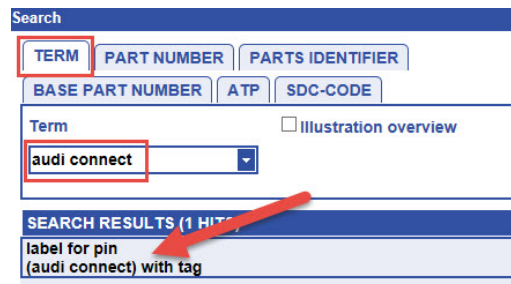 Search
TERM PART NUMBER PARTS IDENTIFIER
BASE PART NUMBER ATP SDC-CODE
Term Illustration overview
audi connect
SEARCH RESULTS (1 HITS)
label for pin
(audi connect) with tag